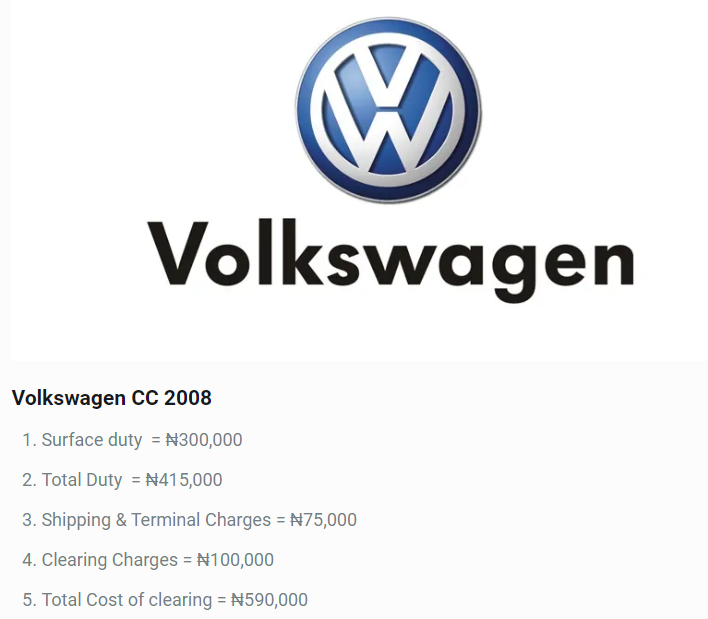 Volkswagen
Volkswagen CC 2008
1. Surface duty = ₦300,000
2. Total Duty = ₦415,000
3. Shipping & Terminal Charges = ₦75,000
4. Clearing Charges = ₦100,000
5. Total Cost of clearing = ₦590,000